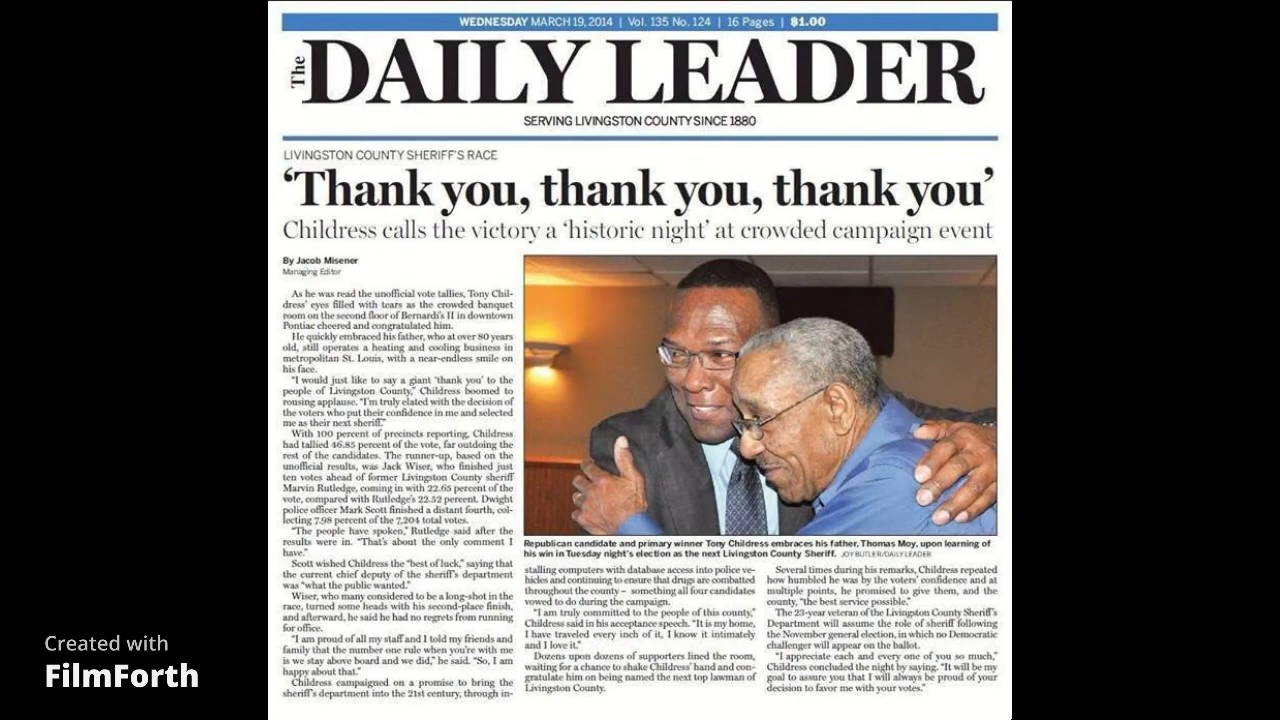 WEDNESDAY MARCH 19, 2014 | Vol. 135 No. 124 | 16 Pages | $1.00
The DAILY LEADER
SERVING LIVINGSTON COUNTY SINCE 1880
LIVINGSTON COUNTY SHERIFF'S RACE
‘Thank you, thank you, thank you’
Childress calls the victory a ‘historic night’ at crowded campaign event
By Jacob Misener
Managing Editor
As he was read the unofficial vote tallies, Tony Chil-
dress’ eyes filled with tears as the crowded banquet
room on the second floor of Bernardi's II in downtown
Pontiac cheered and congratulated him.
He quickly embraced his father, who at over 80 years
old, still operates a heating and cooling business in
metropolitan St. Louis, with a near-endless smile on
his face.
“I would just like to say a giant ‘thank you’ to the
people of Livingston County,” Childress boomed to
rousing applause. “I'm truly elated with the decision of
the voters who put their confidence in me and selected
me as their next sheriff.”
With 100 percent of precincts reporting, Childress
had tallied 46.85 percent of the vote, far outdoing the
rest of the candidates. The runner-up, based on the
unofficial results, was Jack Wiser, who finished just
ten votes ahead of former Livingston County sheriff
Marvin Rutledge, coming in with 22.65 percent of the
vote, compared with Rutledge's 22.52 percent. Dwight
police officer Mark Scott finished a distant fourth, col-
lecting 7.98 percent of the 7,204 total votes.
“The people have spoken,” Rutledge said after the
results were in. “That's about the only comment I
have.”
Scott wished Childress the “best of luck,” saying that
the current chief deputy of the sheriff's department
was “what the public wanted.”
Wiser, who many considered to be a long-shot in the
race, turned some heads with his second-place finish,
and afterward, he said he had no regrets from running
for office.
“I am proud of all my staff and I told my friends and
family that the number one rule when you're with me
is we stay above board and we did,” he said. “So, I am
happy about that.”
Childress campaigned on a promise to bring the
sheriff's department into the 21st century, through in-
Republican candidate and primary winner Tony Childress embraces his father, Thomas Moy, upon learning of
his win in Tuesday night's election as the next Livingston County Sheriff. JOY BUTLER/DAILY LEADER
stalling computers with database access into police ve-
hicles and continuing to ensure that drugs are combatted
throughout the county – something all four candidates
vowed to do during the campaign.
“I am truly committed to the people of this county,”
Childress said in his acceptance speech. “It is my home,
I have traveled every inch of it, I know it intimately
and I love it.”
Dozens upon dozens of supporters lined the room,
waiting for a chance to shake Childress' hand and con-
gratulate him on being named the next top lawman of
Livingston County.
Several times during his remarks, Childress repeated
how humbled he was by the voters' confidence and at
multiple points, he promised to give them, and the
county, “the best service possible.”
The 23-year veteran of the Livingston County Sheriff's
Department will assume the role of sheriff following
the November general election, in which no Democratic
challenger will appear on the ballot.
“I appreciate each and every one of you so much,”
Childress concluded the night by saying. “It will be my
goal to assure you that I will always be proud of your
decision to favor me with your votes.”
Created with
FilmForth